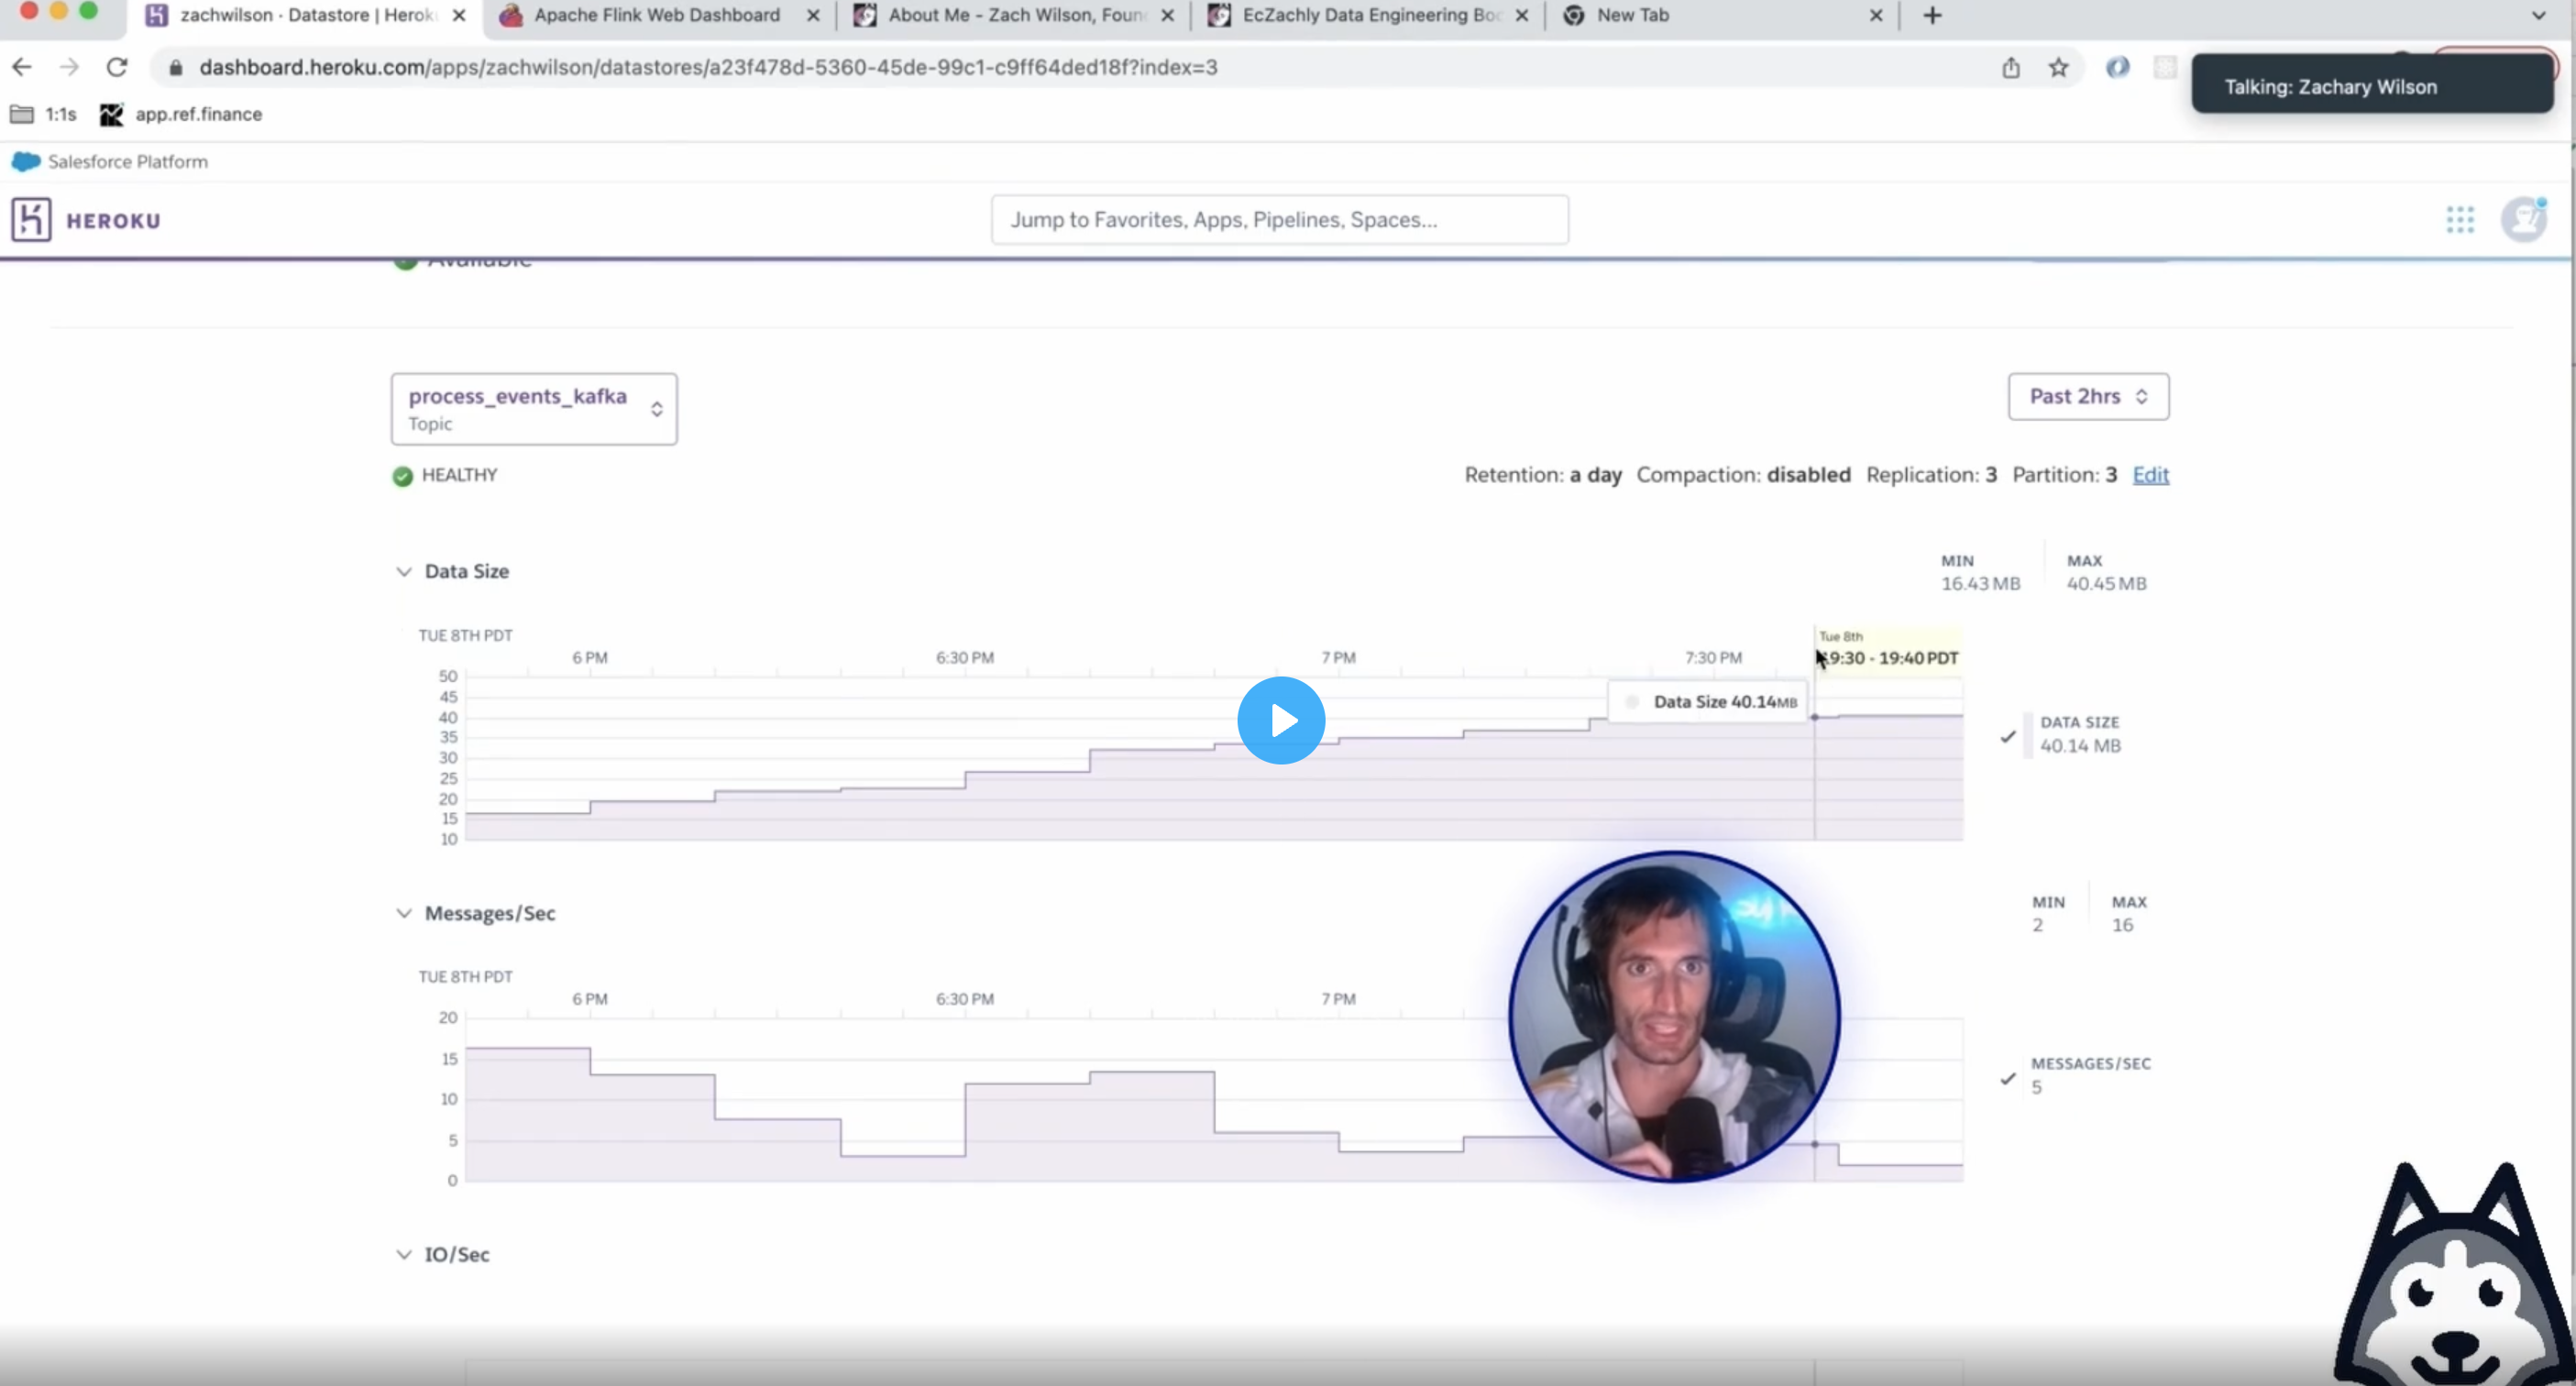 zachwilson · Datastore | Heroku
Apache Flink Web Dashboard
About Me - Zach Wilson, Foun
EcZachly Data Engineering Boo
New Tab
dashboard.heroku.com/apps/zachwilson/datastores/a23f478d-5360-45de-99c1-c9ff64ded18f?index=3
Talking: Zachary Wilson
1:1s
app.ref.finance
Salesforce Platform
HEROKU
Jump to Favorites, Apps, Pipelines, Spaces...
Available
process_events_kafka
Topic
Past 2hrs
HEALTHY
Retention: a day Compaction: disabled Replication: 3 Partition: 3 Edit
Data Size
MIN
16.43 MB
MAX
40.45 MB
TUE 8TH PDT
6 PM
6:30 PM
7 PM
7:30 PM
Tue 8th
19:30 - 19:40 PDT
50
45
40
35
30
25
20
15
10
Data Size 40.14MB
DATA SIZE
40.14 MB
Messages/Sec
MIN
2
MAX
16
TUE 8TH PDT
6 PM
6:30 PM
7 PM
20
15
10
5
0
MESSAGES/SEC
5
IO/Sec